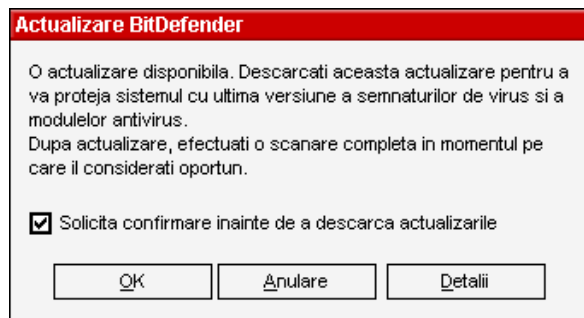 Actualizare BitDefender
O actualizare disponibila. Descarcati aceasta actualizare pentru a
va proteja sistemul cu ultima versiune a semnaturilor de virus si a
modulelor antivirus.
Dupa actualizare, efectuati o scanare completa in momentul pe
care il considerati oportun.
Solicita confirmare inainte de a descarca actualizarile
OK Anulare Detalii